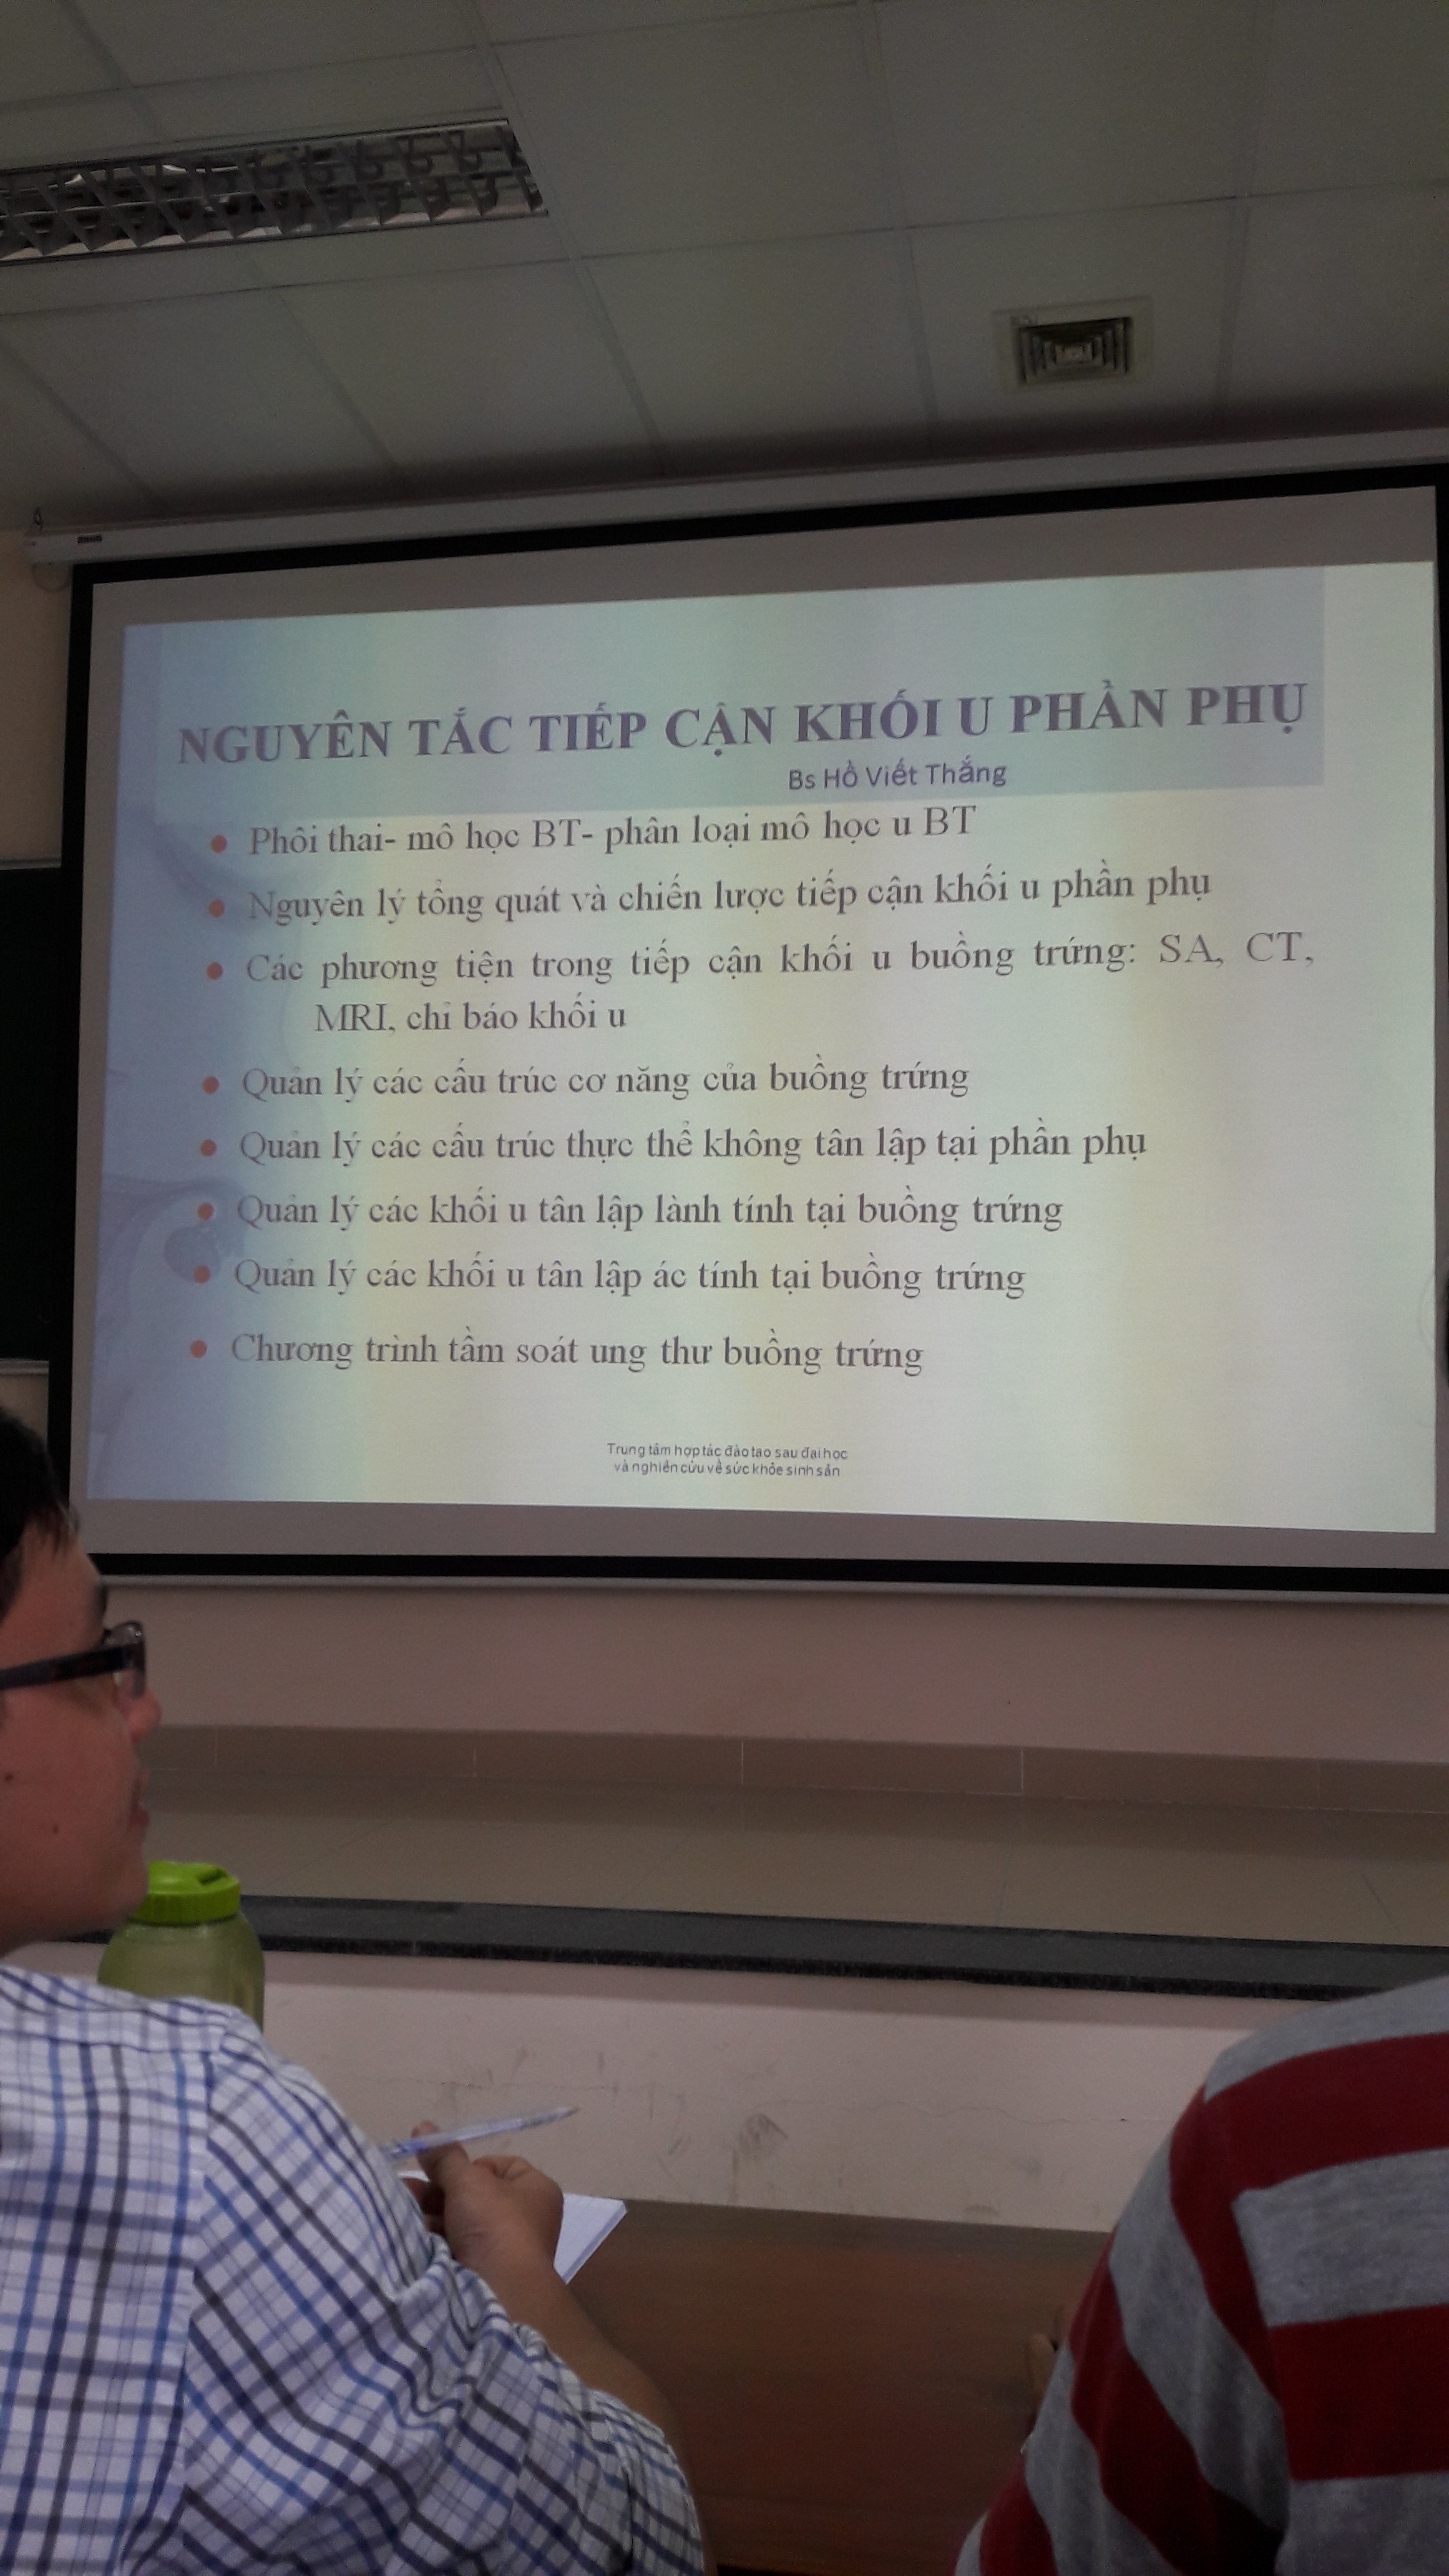 NGUYÊN TẮC TIẾP CẬN KHỐI U PHẦN PHỤ
Bs Hồ Viết Thắng
Phôi thai- mô học BT- phân loại mô học u BT
Nguyên lý tổng quát và chiến lược tiếp cận khối u phần phụ
Các phương tiện trong tiếp cận khối u buồng trứng: SA, CT,
MRI, chỉ báo khối u
Quản lý các cấu trúc cơ năng của buồng trứng
Quản lý các cấu trúc thực thể không tân lập tại phần phụ
Quản lý các khối u tân lập lành tính tại buồng trứng
Quản lý các khối u tân lập ác tính tại buồng trứng
Chương trình tầm soát ung thư buồng trứng
Trung tâm hợp tác đào tạo sau đại học
và nghiên cứu về sức khỏe sinh sản